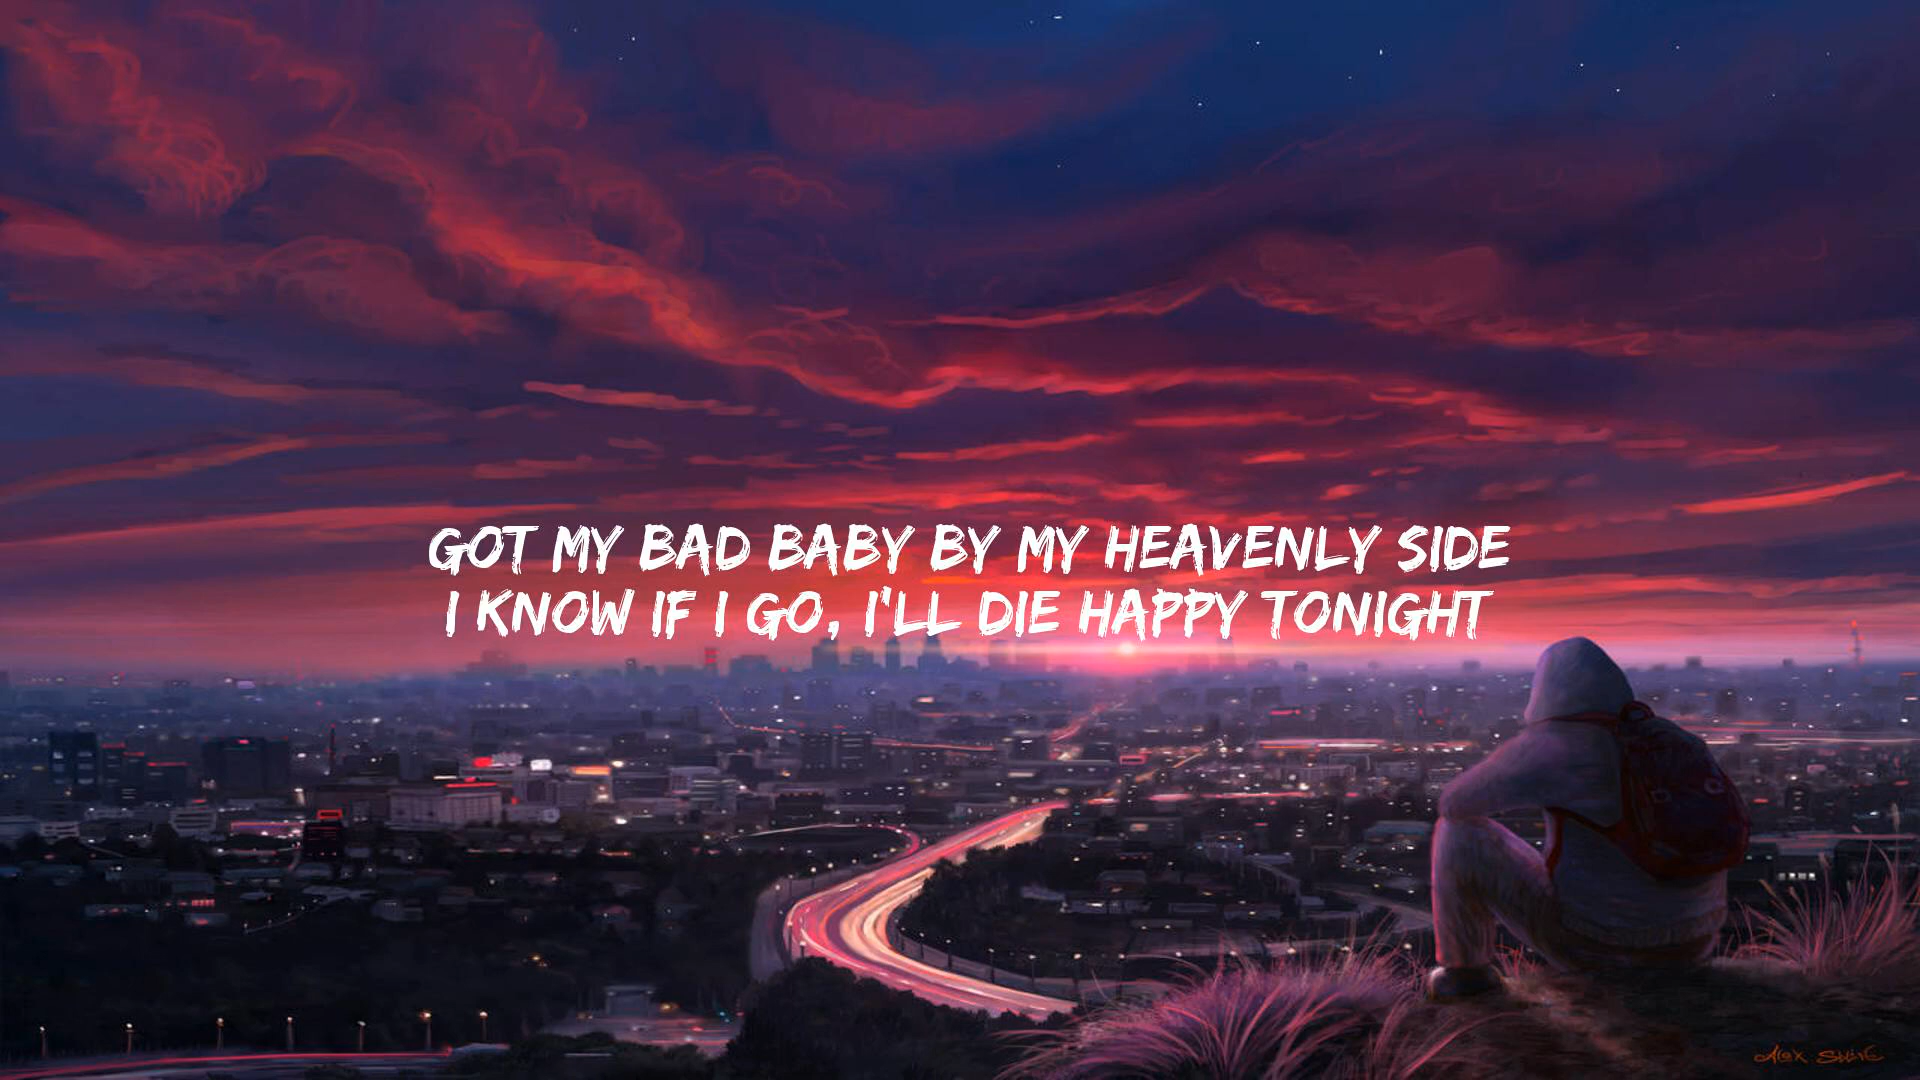 GOT MY BAD BABY BY MY HEAVENLY SIDE
I KNOW IF I GO, I'LL DIE HAPPY TONIGHT